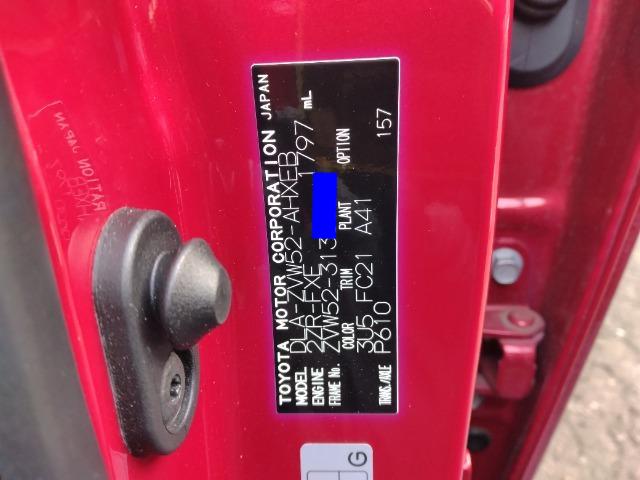 TOYOTA MOTOR CORPORATION JAPAN
MODEL DLA-ZVW52-AHXEB
ENGINE 2ZR-FXE 1797 mL
FRAME No. ZVW52-313
COLOR TRIM PLANT OPTION
3U5 FC21 A41
TRANS./AXLE P610 157
G